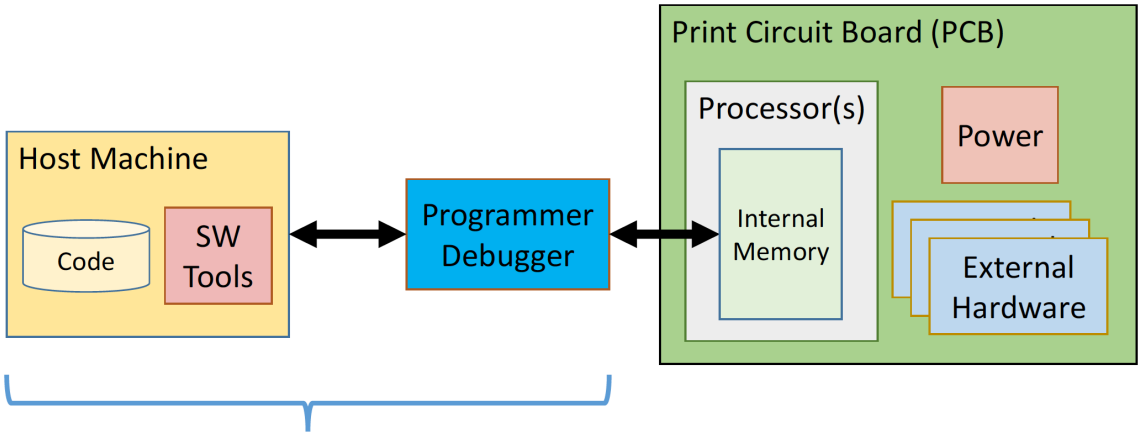 Print Circuit Board (PCB)
Processor(s)
Power
Host Machine
Programmer
Debugger
Internal
Memory
SW
Tools
Code
External
Hardware